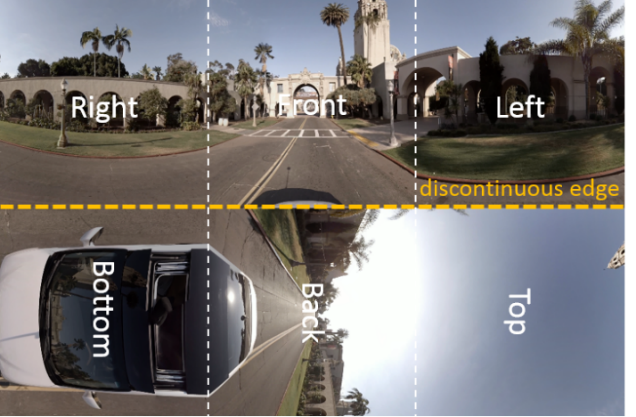 Right
Front
Left
discontinuous edge
Bottom
Back
Top